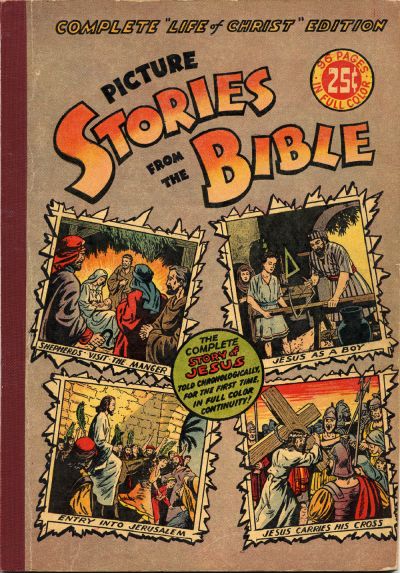 COMPLETE "LIFE of CHRIST" EDITION
PICTURE
STORIES
FROM THE
BIBLE
96 PAGES
25¢
IN FULL COLOR
SHEPHERDS VISIT THE MANGER
JESUS AS A BOY
THE
COMPLETE
STORY of
JESUS
TOLD CHRONOLOGICALLY,
FOR THE FIRST TIME,
IN FULL COLOR
CONTINUITY!
ENTRY INTO JERUSALEM
JESUS CARRIES HIS CROSS